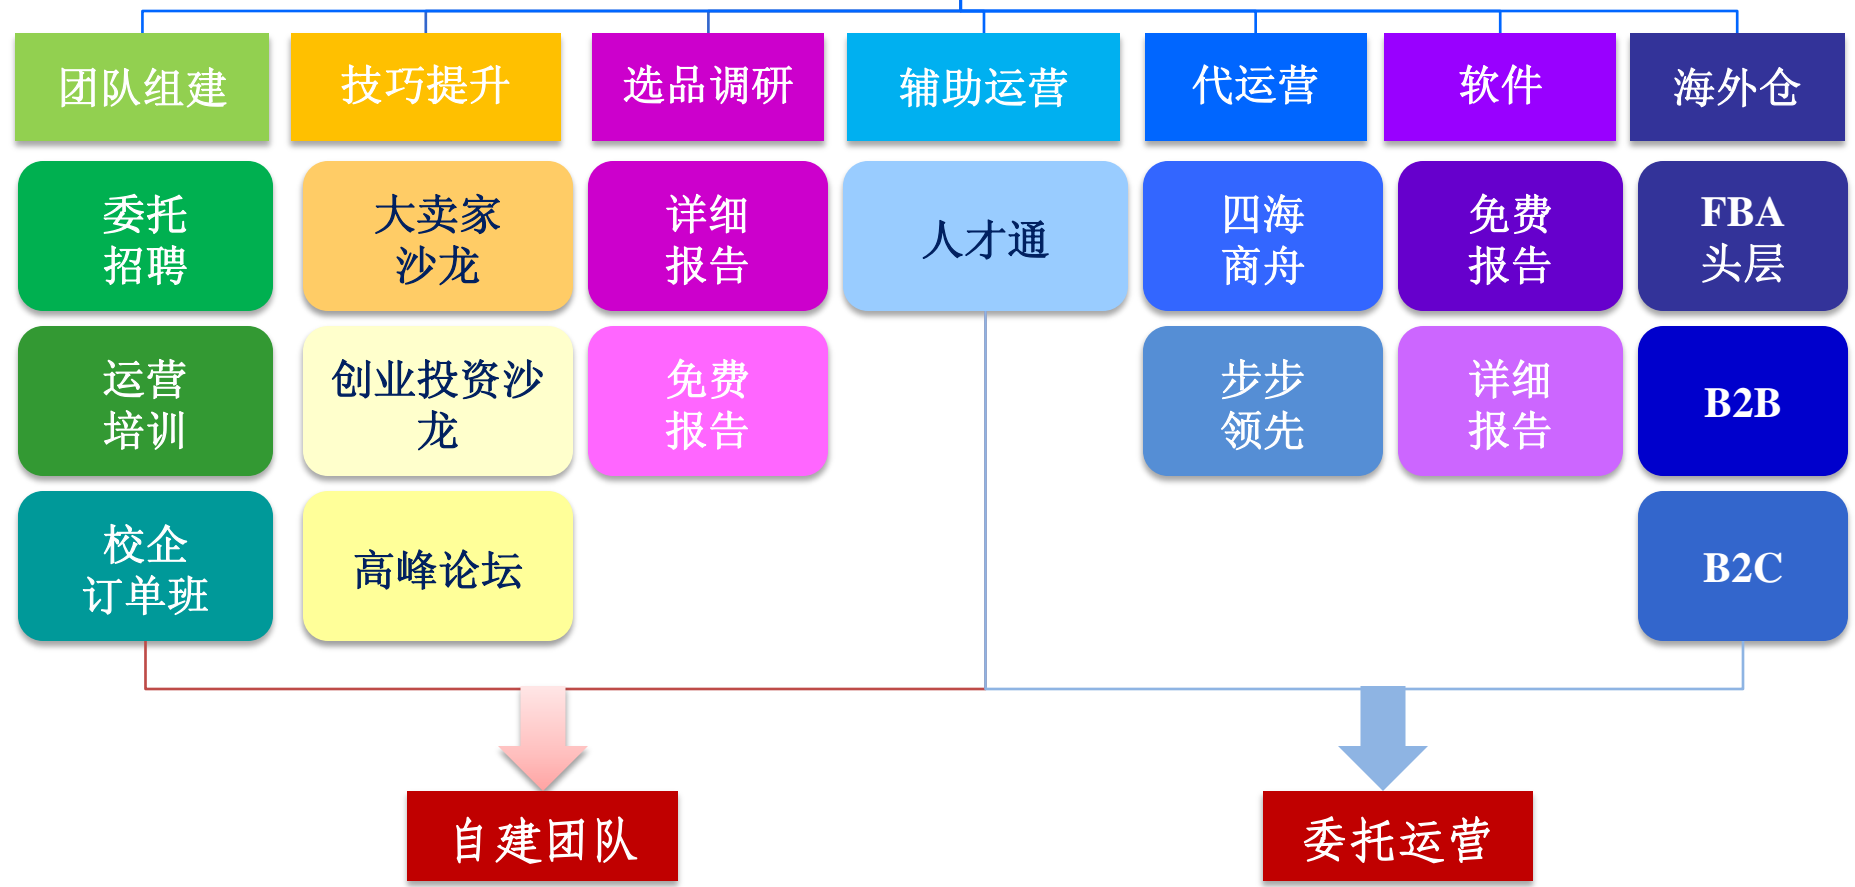 团队组建
技巧提升
选品调研
辅助运营
代运营
软件
海外仓
委托
招聘
大卖家
沙龙
详细
报告
人才通
四海
商舟
免费
报告
FBA
头层
运营
培训
创业投资沙
龙
免费
报告
步步
领先
详细
报告
B2B
校企
订单班
高峰论坛
B2C
自建团队
委托运营